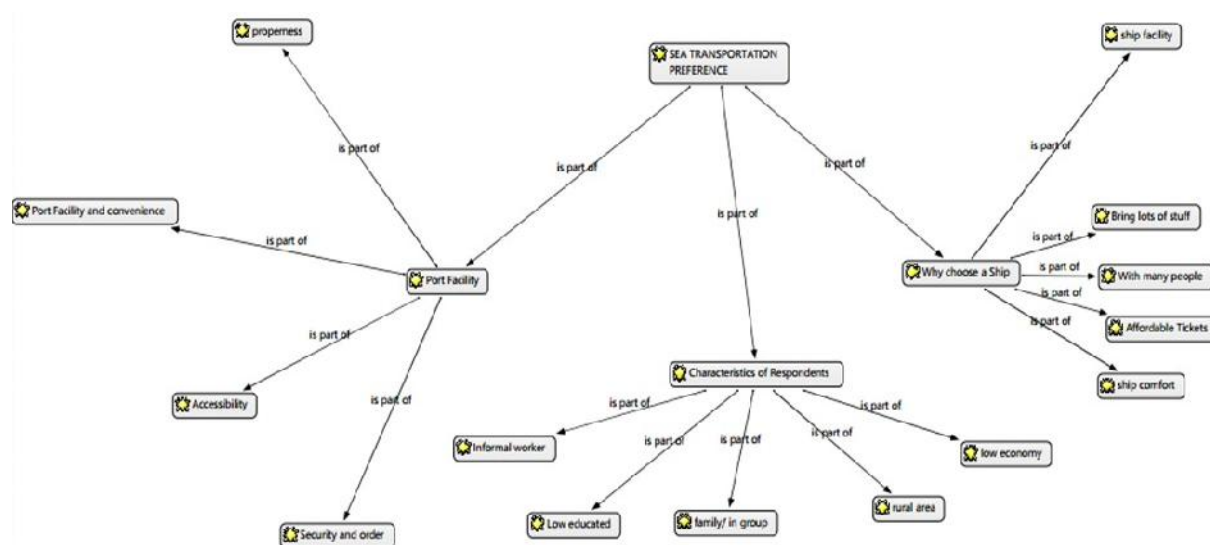 properness
SEA TRANSPORTATION
PREFERENCE
ship facility
is part of
is part of
is part of
is part of
Port Facility and convenience
is part of
Bring lots of stuff
is part of
is part of
Port Facility
Why choose a Ship
is part of
With many people
is part of
is part of
Affordable Tickets
is part of
Characteristics of Respondents
ship comfort
Accessibility
is part of
is part of
is part of
is part of
is part of
is part of
Informal worker
low economy
rural area
Low educated
family/ in group
Security and order